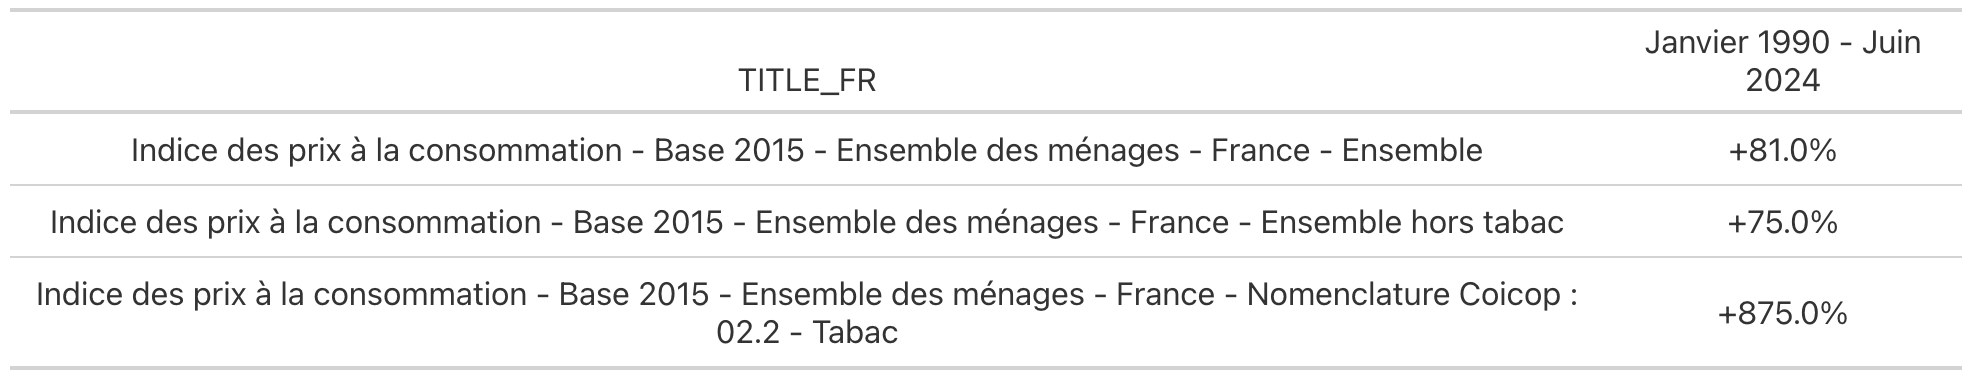 TITLE_FR
Janvier 1990 - Juin
2024
Indice des prix à la consommation - Base 2015 - Ensemble des ménages - France - Ensemble
+81.0%
Indice des prix à la consommation - Base 2015 - Ensemble des ménages - France - Ensemble hors tabac
+75.0%
Indice des prix à la consommation - Base 2015 - Ensemble des ménages - France - Nomenclature Coicop :
02.2 - Tabac
+875.0%